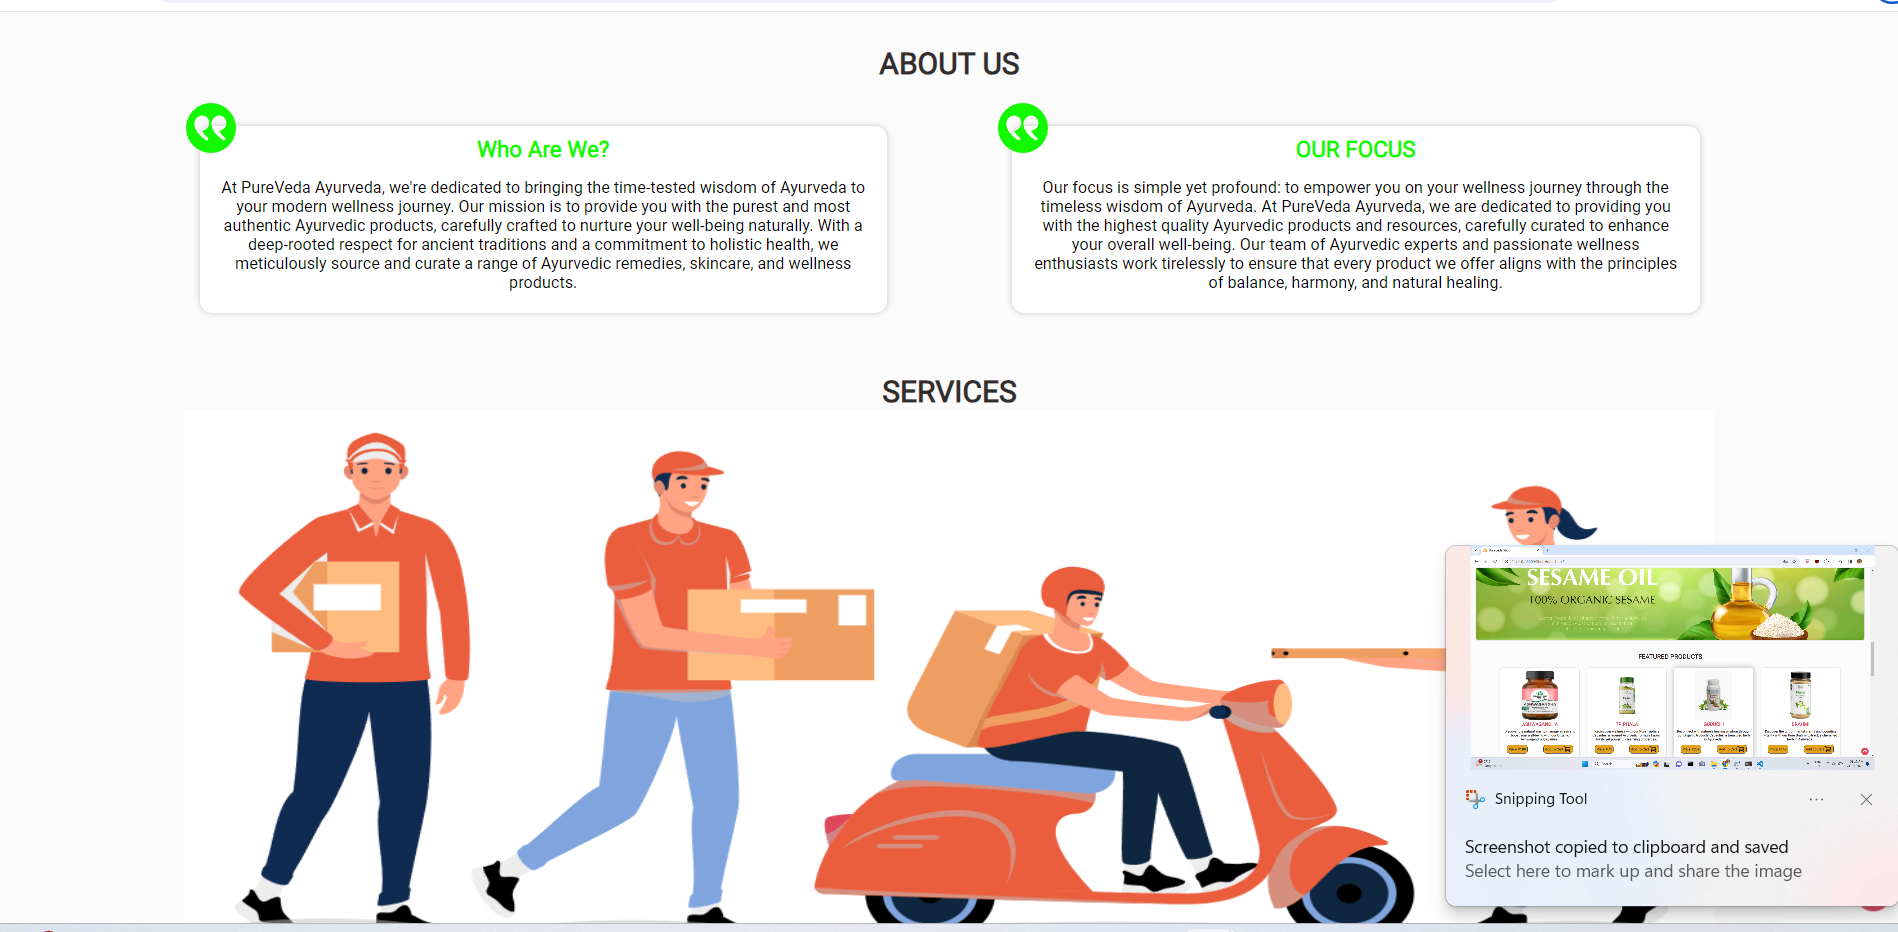 ABOUT US
Who Are We?
At PureVeda Ayurveda, we're dedicated to bringing the time-tested wisdom of Ayurveda to
your modern wellness journey. Our mission is to provide you with the purest and most
authentic Ayurvedic products, carefully crafted to nurture your well-being naturally. With a
deep-rooted respect for ancient traditions and a commitment to holistic health, we
meticulously source and curate a range of Ayurvedic remedies, skincare, and wellness
products.
OUR FOCUS
Our focus is simple yet profound: to empower you on your wellness journey through the
timeless wisdom of Ayurveda. At PureVeda Ayurveda, we are dedicated to providing you
with the highest quality Ayurvedic products and resources, carefully curated to enhance
your overall well-being. Our team of Ayurvedic experts and passionate wellness
enthusiasts work tirelessly to ensure that every product we offer aligns with the principles
of balance, harmony, and natural healing.
SERVICES
SESAME OIL
100% ORGANIC SESAME
FEATURED PRODUCTS
ASHWAGANDHA
TRIPHALA
BRAHMI
Snipping Tool
Screenshot copied to clipboard and saved
Select here to mark up and share the image